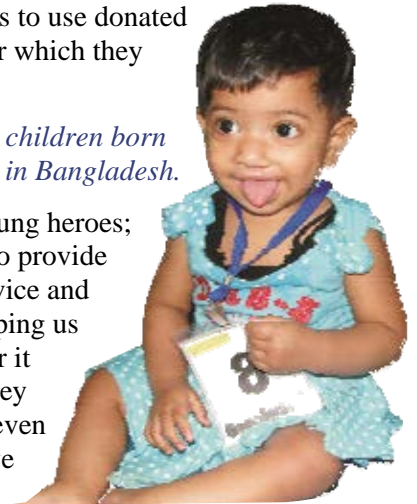 s to use donated
r which they
children born
in Bangladesh.
ung heroes;
o provide
vice and
ping us
r it
ey
even
ve
8